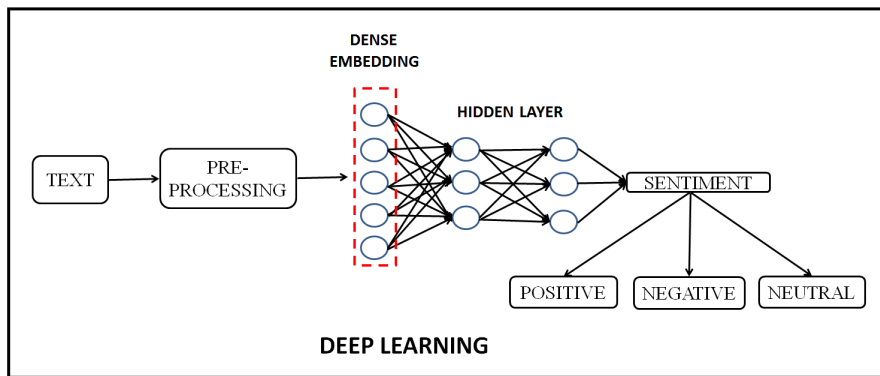 DENSE
EMBEDDING
HIDDEN LAYER
TEXT
PRE-
PROCESSING
SENTIMENT
POSITIVE
NEGATIVE
NEUTRAL
DEEP LEARNING